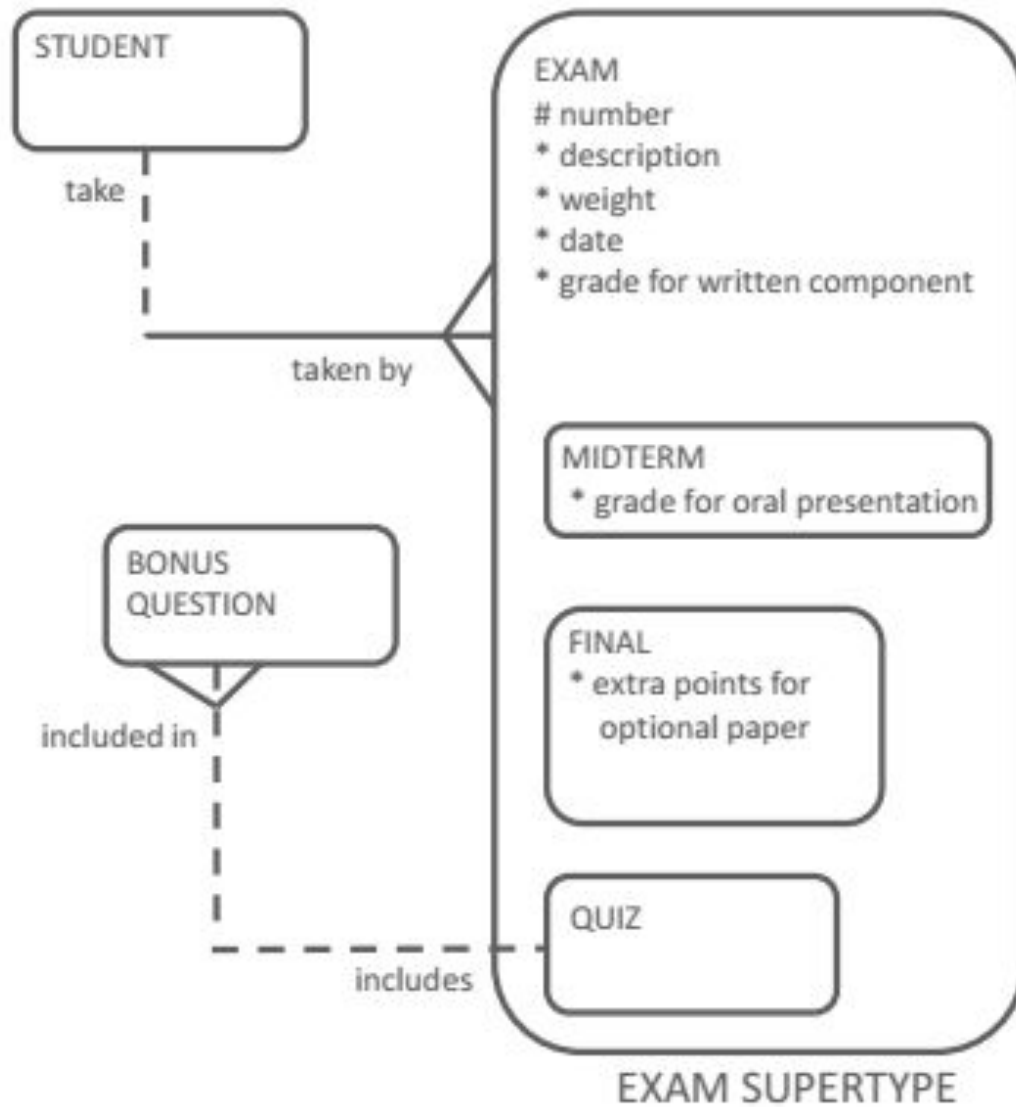 STUDENT
take
EXAM
# number
* description
* weight
* date
* grade for written component
taken by
MIDTERM
* grade for oral presentation
BONUS
QUESTION
included in
FINAL
* extra points for
optional paper
QUIZ
includes
EXAM SUPERTYPE